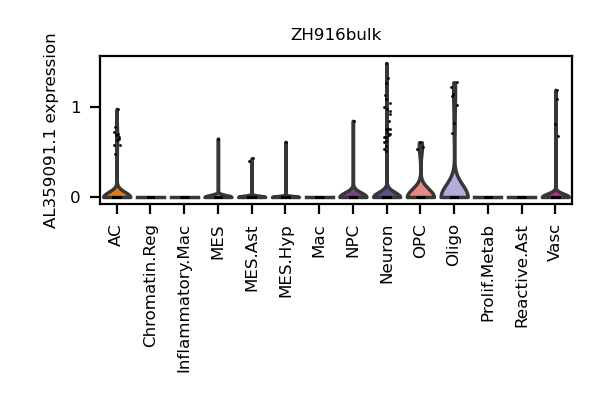 ZH916bulk
AL359091.1 expression
1
0
AC
Chromatin.Reg
Inflammatory.Mac
MES
MES.Ast
MES.Hyp
Mac
NPC
Neuron
OPC
Oligo
Prolif.Metab
Reactive.Ast
Vasc